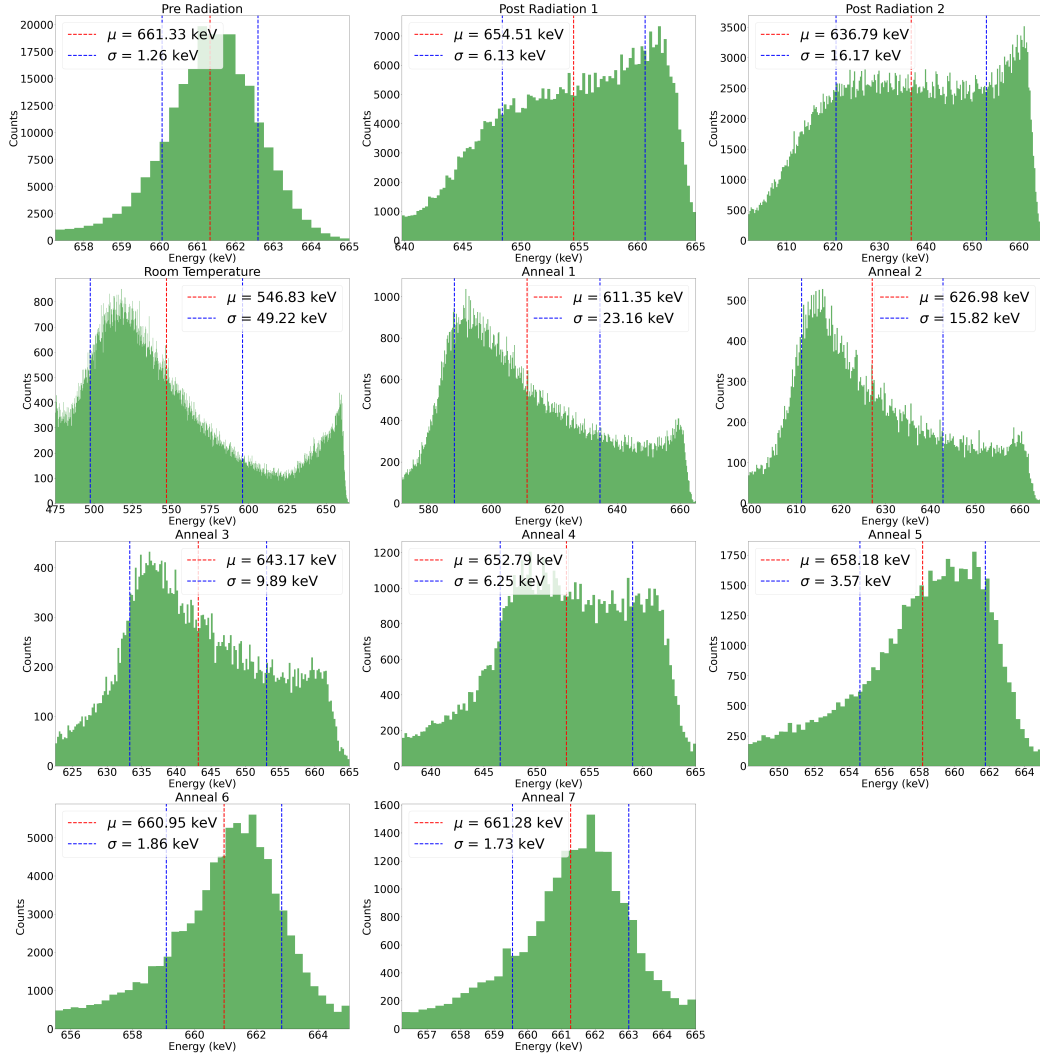 Pre Radiation
μ = 661.33 keV
σ = 1.26 keV
Counts
20000
17500
15000
12500
10000
7500
5000
2500
0
658 659 660 661 662 663 664 665
Energy (keV)
Post Radiation 1
μ = 654.51 keV
σ = 6.13 keV
Counts
7000
6000
5000
4000
3000
2000
1000
0
640 645 650 655 660 665
Energy (keV)
Post Radiation 2
μ = 636.79 keV
σ = 16.17 keV
Counts
3500
3000
2500
2000
1500
1000
500
0
610 620 630 640 650 660
Energy (keV)
Room Temperature
μ = 546.83 keV
σ = 49.22 keV
Counts
800
700
600
500
400
300
200
100
0
475 500 525 550 575 600 625 650
Energy (keV)
Anneal 1
μ = 611.35 keV
σ = 23.16 keV
Counts
1000
800
600
400
200
0
580 600 620 640 660
Energy (keV)
Anneal 2
μ = 626.98 keV
σ = 15.82 keV
Counts
500
400
300
200
100
0
600 610 620 630 640 650 660
Energy (keV)
Anneal 3
μ = 643.17 keV
σ = 9.89 keV
Counts
400
300
200
100
0
625 630 635 640 645 650 655 660 665
Energy (keV)
Anneal 4
μ = 652.79 keV
σ = 6.25 keV
Counts
1200
1000
800
600
400
200
0
640 645 650 655 660 665
Energy (keV)
Anneal 5
μ = 658.18 keV
σ = 3.57 keV
Counts
1750
1500
1250
1000
750
500
250
0
650 652 654 656 658 660 662 664
Energy (keV)
Anneal 6
μ = 660.95 keV
σ = 1.86 keV
Counts
5000
4000
3000
2000
1000
0
656 658 660 662 664
Energy (keV)
Anneal 7
μ = 661.28 keV
σ = 1.73 keV
Counts
1600
1400
1200
1000
800
600
400
200
0
657 658 659 660 661 662 663 664 665
Energy (keV)